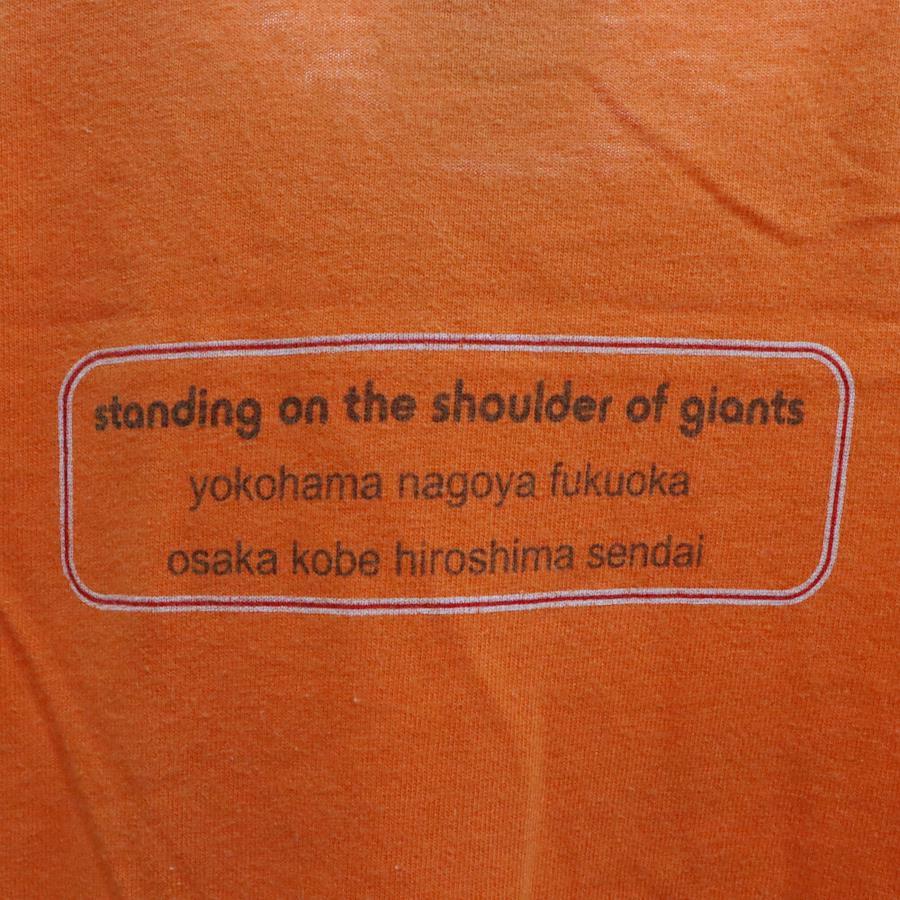 standing on the shoulder of giants
yokohama nagoya fukuoka
osaka kobe hiroshima sendai